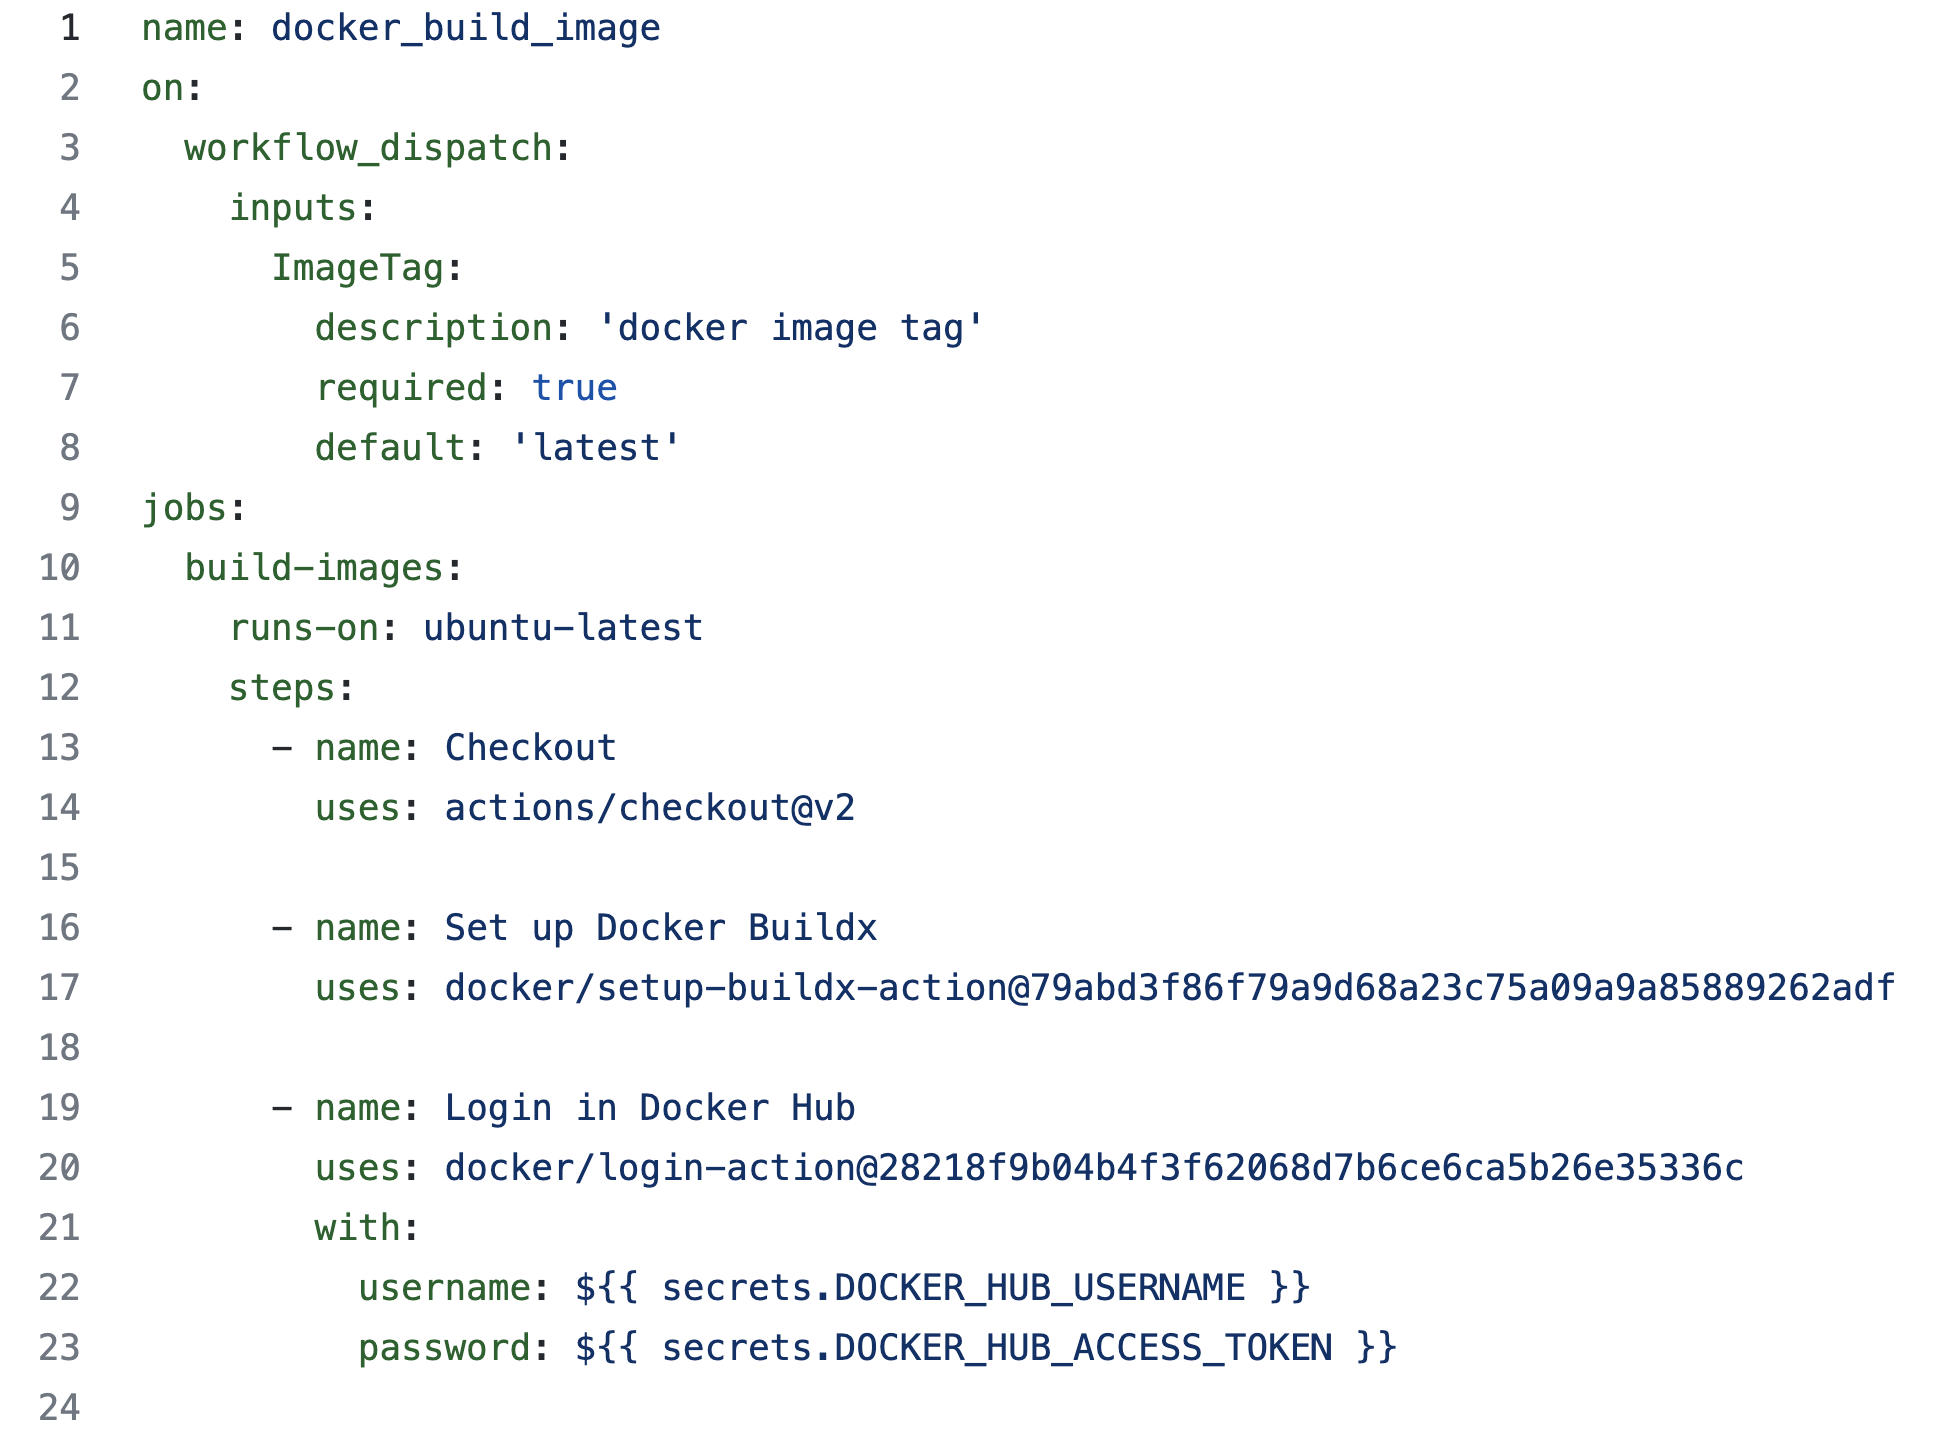 1 name: docker_build_image
2 on:
3   workflow_dispatch:
4     inputs:
5       ImageTag:
6         description: 'docker image tag'
7         required: true
8         default: 'latest'
9 jobs:
10   build-images:
11     runs-on: ubuntu-latest
12     steps:
13       - name: Checkout
14         uses: actions/checkout@v2
15
16       - name: Set up Docker Buildx
17         uses: docker/setup-buildx-action@79abd3f86f79a9d68a23c75a09a9a85889262adf
18
19       - name: Login in Docker Hub
20         uses: docker/login-action@28218f9b04b4f3f62068d7b6ce6ca5b26e35336c
21         with:
22           username: ${{ secrets.DOCKER_HUB_USERNAME }}
23           password: ${{ secrets.DOCKER_HUB_ACCESS_TOKEN }}
24